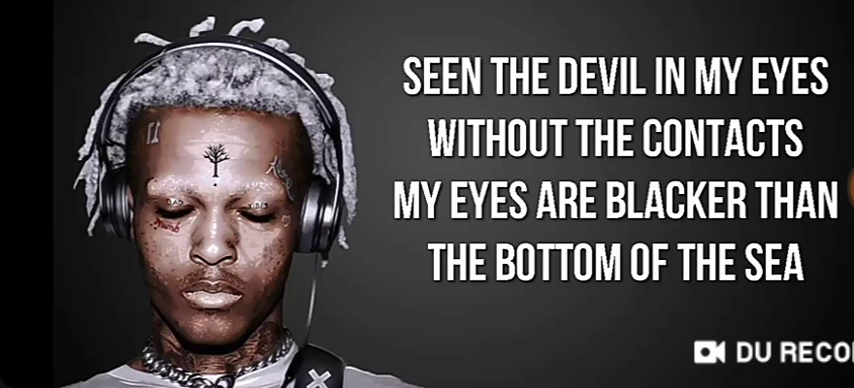 SEEN THE DEVIL IN MY EYES
WITHOUT THE CONTACTS
MY EYES ARE BLACKER THAN
THE BOTTOM OF THE SEA
DU RECO